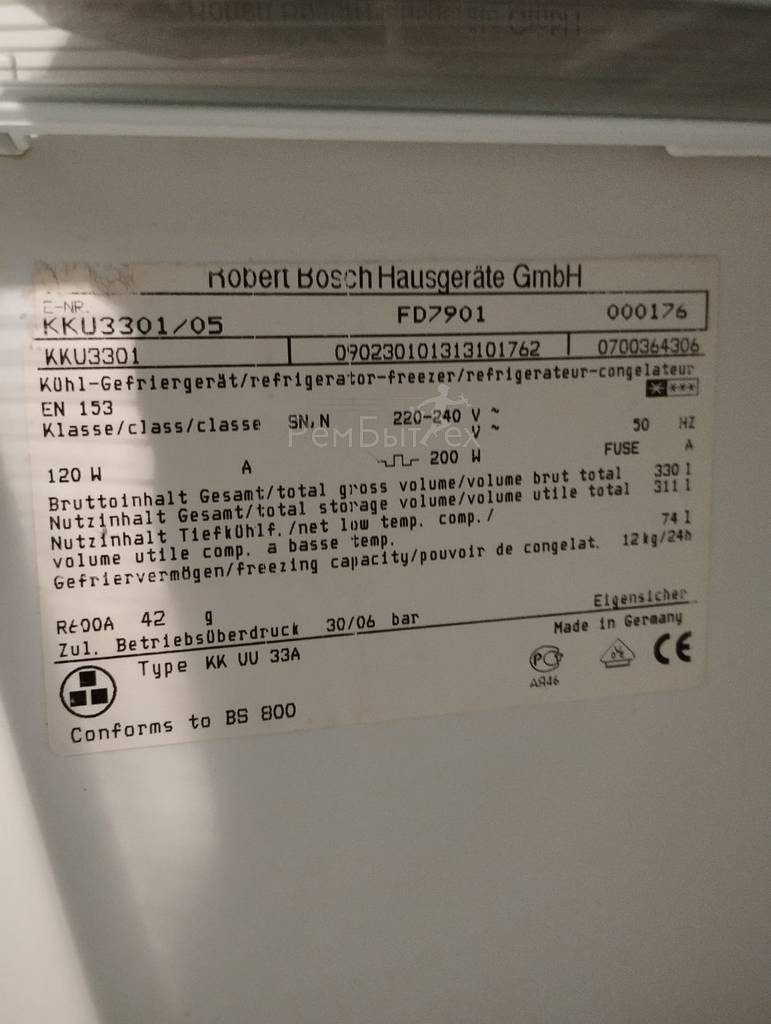 Robert Bosch Hausgeräte GmbH
E-NR.
KKU3301/05 FD7901 000176
KKU3301 090230101313101762 0700364306
Kühl-Gefriergerät/refrigerator-freezer/refrigerateur-congelateur
EN 153
Klasse/class/classe SN,N 220-240 V ~
V ~ 50 HZ
РемБытТех
120 W A 200 W FUSE A
Bruttoinhalt Gesamt/total gross volume/volume brut total 330 l
Nutzinhalt Gesamt/total storage volume/volume utile total 311 l
Nutzinhalt Tiefkühlf./net low temp. comp./
volume utile comp. a basse temp. 74 l
Gefriervermögen/freezing capacity/pouvoir de congelat. 12kg/24h
R600A 42 g Eigensicher
Zul. Betriebsüberdruck 30/06 bar
Made in Germany
Type KK UU 33A
АЯ46
CE
Conforms to BS 800